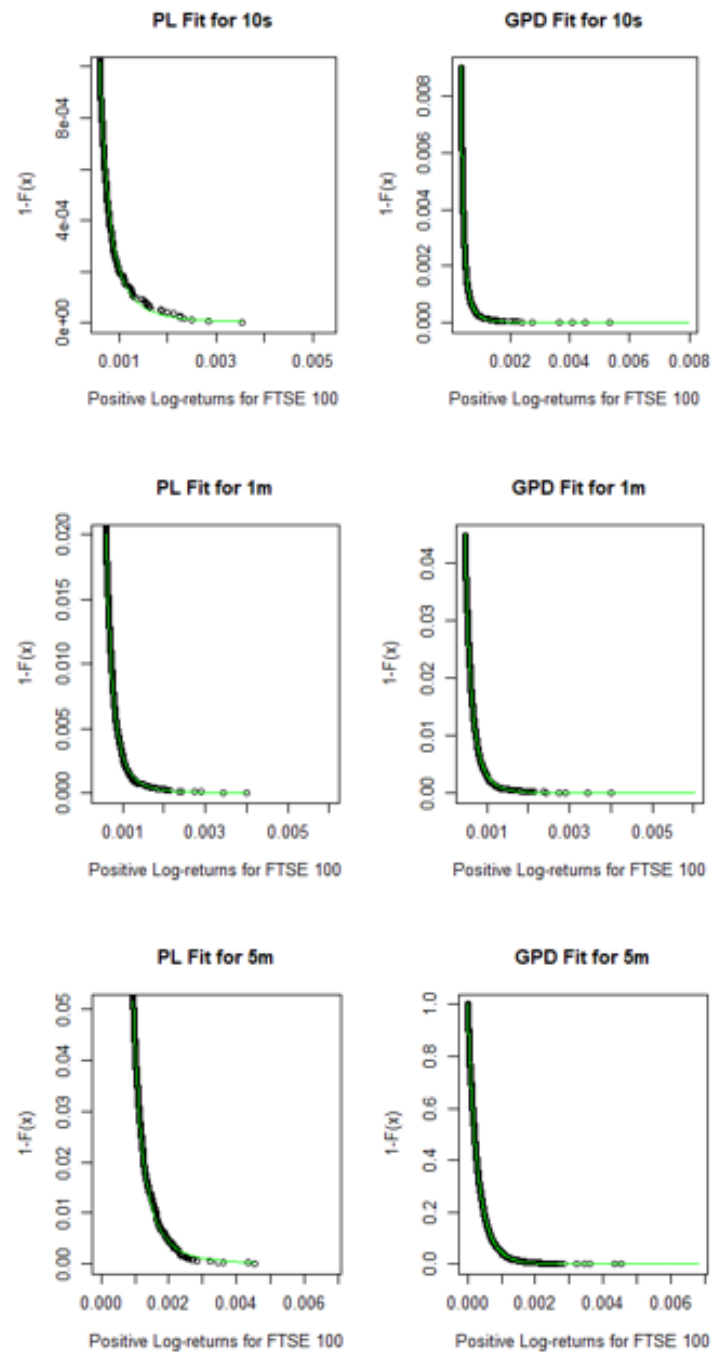 PL Fit for 10s
1-F(x)
8e-04
4e-04
0e+00
0.001 0.003 0.005
Positive Log-returns for FTSE 100
GPD Fit for 10s
1-F(x)
0.008
0.006
0.004
0.002
0.000
0.002 0.004 0.006 0.008
Positive Log-returns for FTSE 100
PL Fit for 1m
1-F(x)
0.020
0.015
0.010
0.005
0.000
0.001 0.003 0.005
Positive Log-returns for FTSE 100
GPD Fit for 1m
1-F(x)
0.04
0.03
0.02
0.01
0.00
0.001 0.003 0.005
Positive Log-returns for FTSE 100
PL Fit for 5m
1-F(x)
0.05
0.04
0.03
0.02
0.01
0.00
0.000 0.002 0.004 0.006
Positive Log-returns for FTSE 100
GPD Fit for 5m
1-F(x)
1.0
0.8
0.6
0.4
0.2
0.0
0.000 0.002 0.004 0.006
Positive Log-returns for FTSE 100